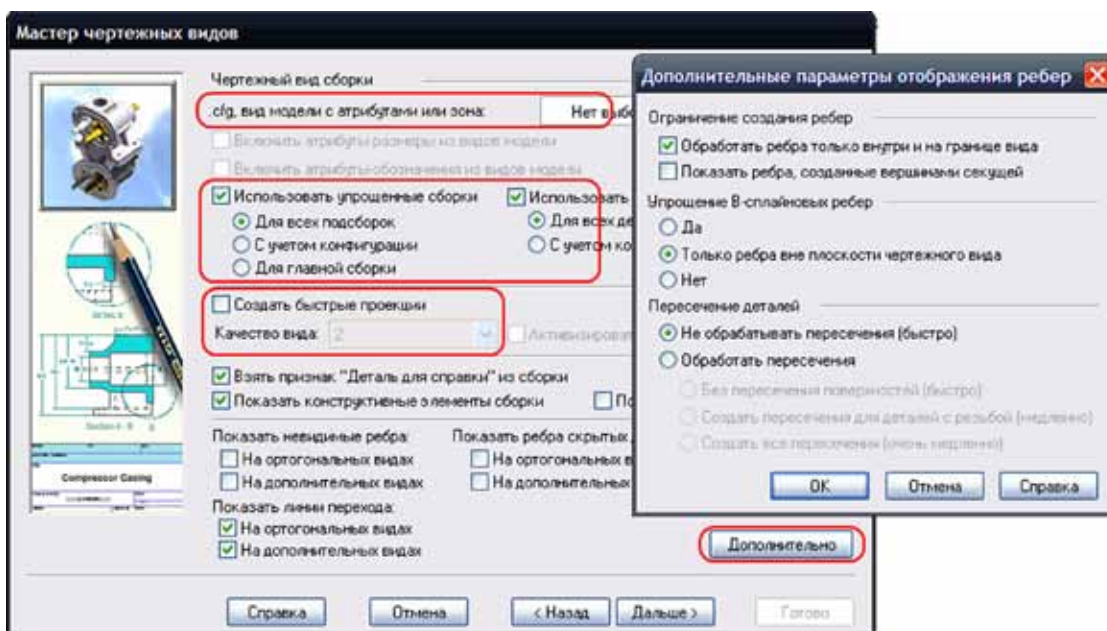 Мастер чертежных видов
Чертежный вид сборки
.cfg, вид модели с атрибутами или зона:
Нет выбо
Включить атрибуты размеры из видов модели
Включить атрибуты обозначения из видов модели
Использовать упрощенные сборки
Использовать
Для всех подсборок
Для всех де
С учетом конфигурации
С учетом ко
Для главной сборки
Создать быстрые проекции
Качество вида:
2
Активизироват
Взять признак "Деталь для справки" из сборки
Показать конструктивные элементы сборки
По
Показать невидимые ребра:
Показать ребра скрытых
На ортогональных видах
На ортогональных в
На дополнительных видах
На дополнительных
Показать линии перехода:
На ортогональных видах
На дополнительных видах
Дополнительно
Справка
Отмена
< Назад
Дальше >
Готово
Compressor Casing
Дополнительные параметры отображения ребер
Ограничение создания ребер
Обработать ребра только внутри и на границе вида
Показать ребра, созданные вершинами секущей
Упрощение В-сплайновых ребер
Да
Только ребра вне плоскости чертежного вида
Нет
Пересечение деталей
Не обрабатывать пересечения (быстро)
Обработать пересечения
Без пересечения поверхностей (быстро)
Создать пересечения для деталей с резьбой (медленно)
Создать все пересечения (очень медленно)
OK
Отмена
Справка